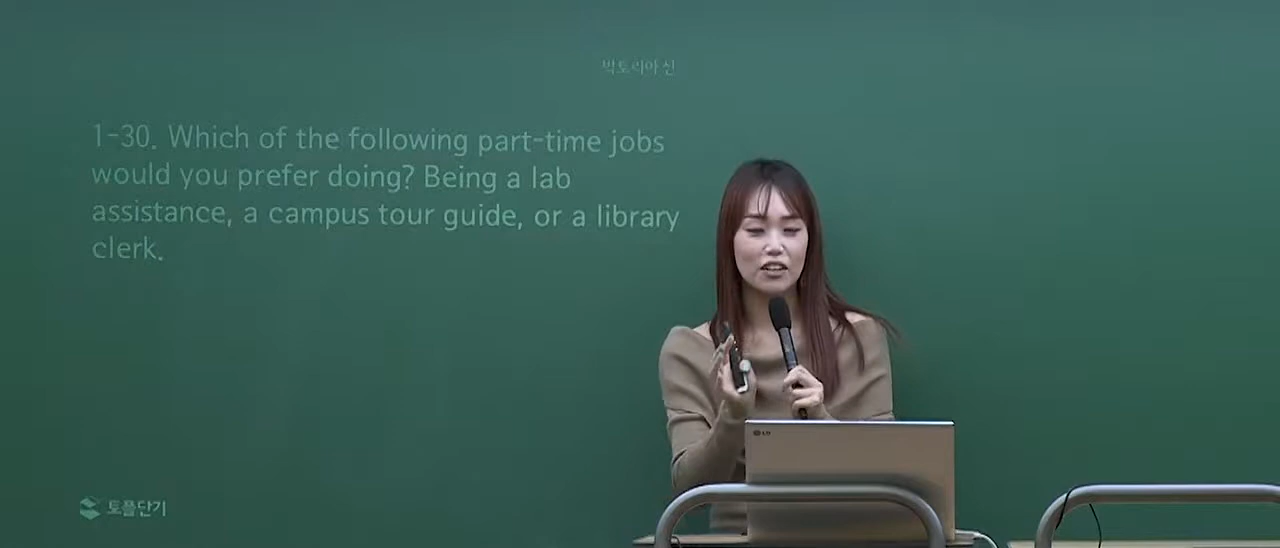 빅토리아 신
1-30. Which of the following part-time jobs
would you prefer doing? Being a lab
assistance, a campus tour guide, or a library
clerk.
LG
토플단기